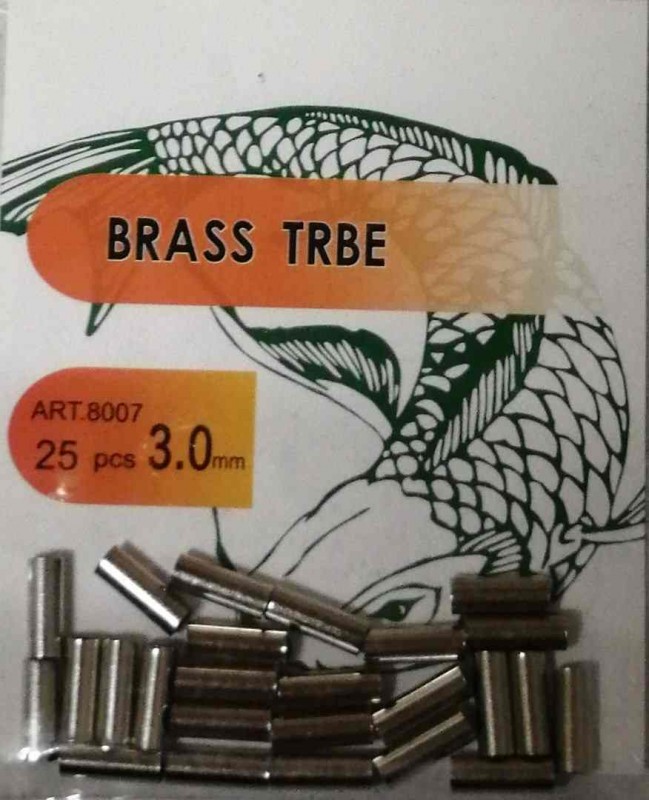 BRASS TRBE
ART.8007
25 pcs 3.0mm